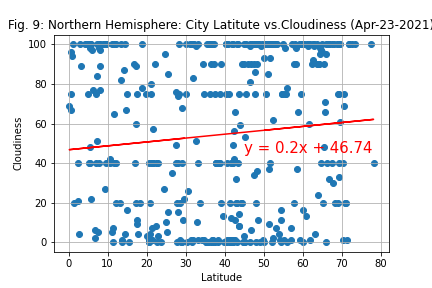 Fig. 9: Northern Hemisphere: City Latitute vs.Cloudiness (Apr-23-2021)
100
80
60
40
20
0
Cloudiness
y = 0.2x + 46.74
0 10 20 30 40 50 60 70 80
Latitude